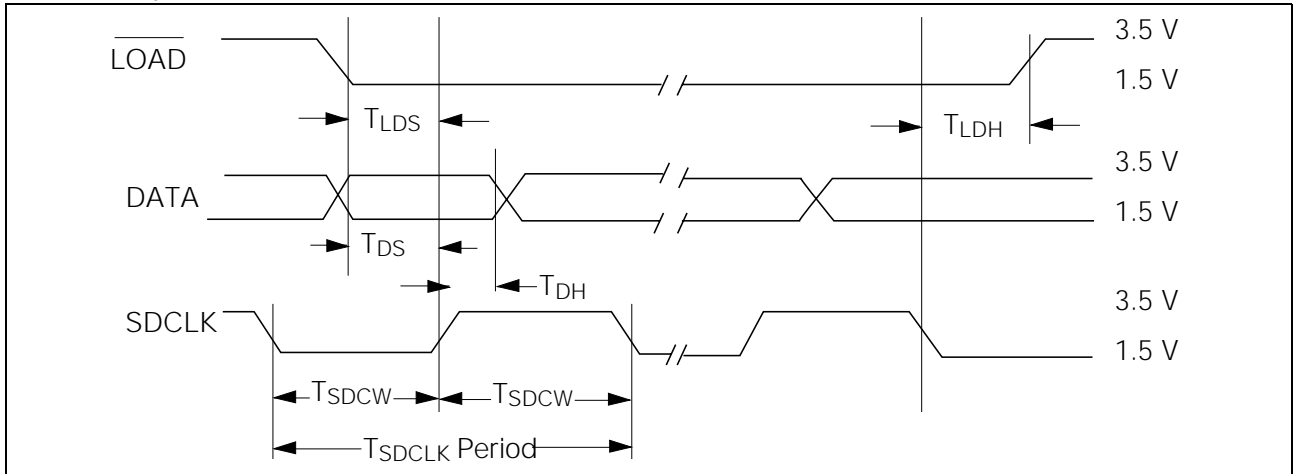 LOAD
3.5 V
1.5 V
TLDS
TLDH
DATA
3.5 V
1.5 V
TDS
TDH
SDCLK
3.5 V
1.5 V
TSDCW
TSDCW
TSDCLK Period